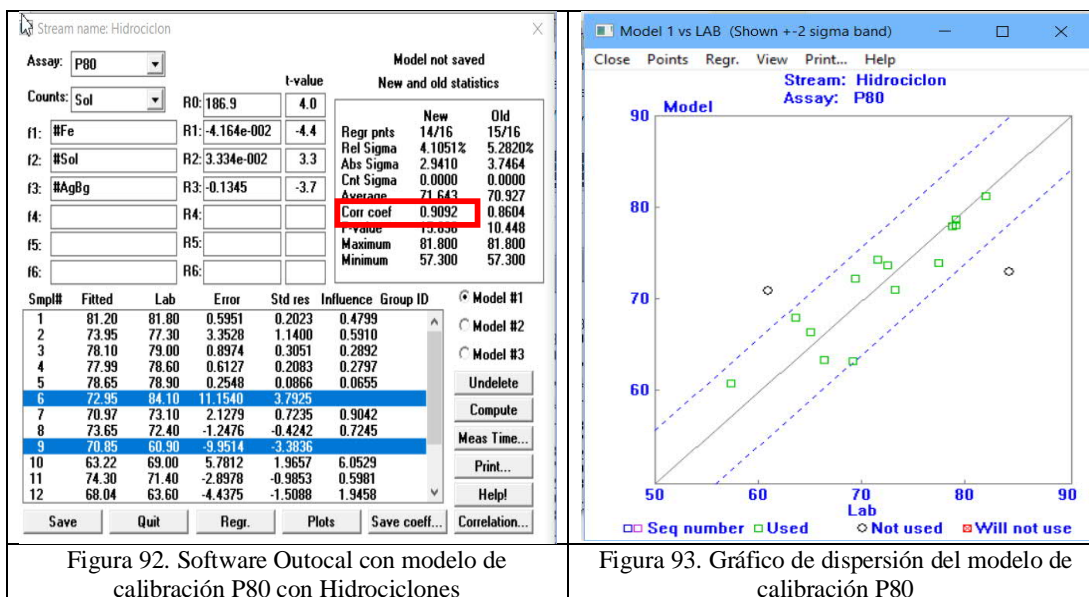 Stream name: Hidrociclon
Assay: P80
Model not saved
Counts: Sol
t-value
New and old statistics
R0: 186.9 4.0
f1: #Fe R1: -4.164e-002 -4.4
f2: #Sol R2: 3.334e-002 3.3
f3: #AgBg R3: -0.1345 -3.7
f4: R4:
f5: R5:
f6: R6:
New Old
Regr pnts 14/16 15/16
Rel Sigma 4.1051% 5.2820%
Abs Sigma 2.9410 3.7464
Cnt Sigma 0.0000 0.0000
Average 71.643 70.927
Corr coef 0.9092 0.8604
F-value 15.838 10.448
Maximum 81.800 81.800
Minimum 57.300 57.300
Smpl# Fitted Lab Error Std res Influence Group ID
1 81.20 81.80 0.5951 0.2023 0.4799
2 73.95 77.30 3.3528 1.1400 0.5910
3 78.10 79.00 0.8974 0.3051 0.2892
4 77.99 78.60 0.6127 0.2083 0.2797
5 78.65 78.90 0.2548 0.0866 0.0655
6 72.95 84.10 11.1540 3.7925
7 70.97 73.10 2.1279 0.7235 0.9042
8 73.65 72.40 -1.2476 -0.4242 0.7245
9 70.85 60.90 -9.9514 -3.3836
10 63.22 69.00 5.7812 1.9657 6.0529
11 74.30 71.40 -2.8978 -0.9853 0.5981
12 68.04 63.60 -4.4375 -1.5088 1.9458
Model #1
Model #2
Model #3
Undelete
Compute
Meas Time...
Print...
Help!
Save Quit Regr. Plots Save coeff... Correlation...
Figura 92. Software Outocal con modelo de
calibración P80 con Hidrociclones
Model 1 vs LAB (Shown +-2 sigma band)
Close Points Regr. View Print... Help
Stream: Hidrociclon
Assay: P80
Model
90
80
70
60
50 60 70 80 90
Lab
Seq number Used Not used Will not use
Figura 93. Gráfico de dispersión del modelo de
calibración P80